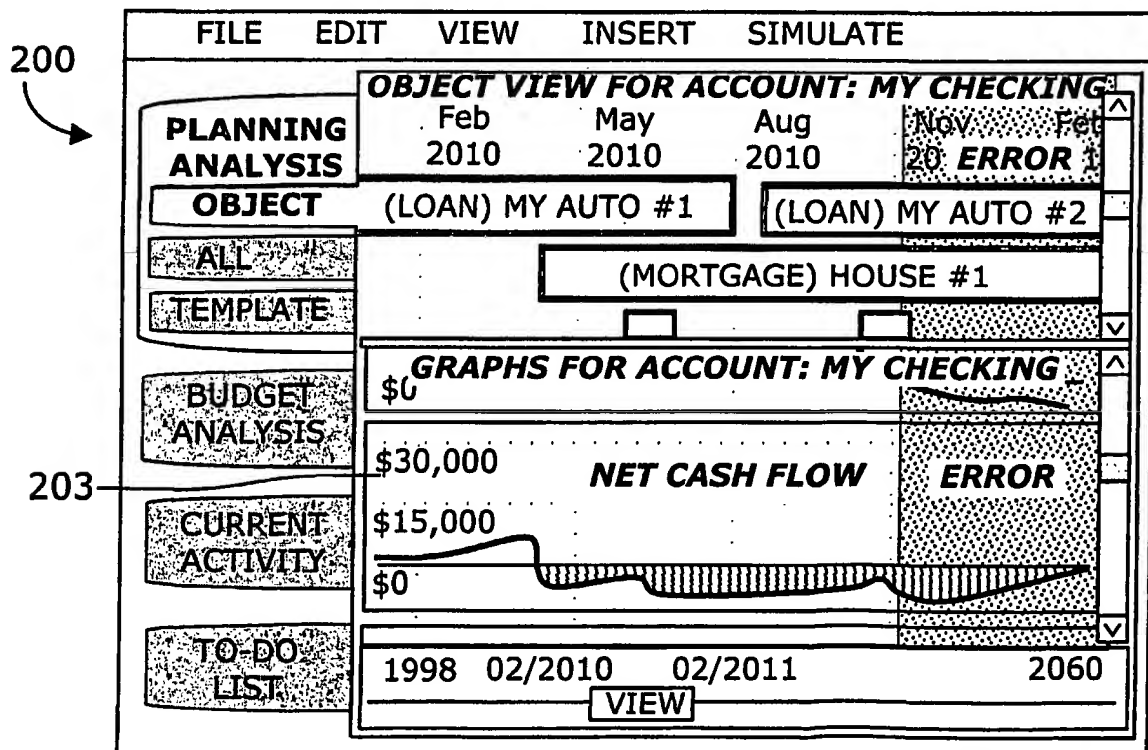 FILE EDIT VIEW INSERT SIMULATE
200
OBJECT VIEW FOR ACCOUNT: MY CHECKING
PLANNING
ANALYSIS
OBJECT
ALL
TEMPLATE
BUDGET
ANALYSIS
203
CURRENT
ACTIVITY
TO-DO
LIST
Feb May Aug Nov
2010 2010 2010 20 ERROR 1
(LOAN) MY AUTO #1 (LOAN) MY AUTO #2
(MORTGAGE) HOUSE #1
GRAPHS FOR ACCOUNT: MY CHECKING
$0
$30,000 NET CASH FLOW ERROR
$15,000
$0
1998 02/2010 02/2011 2060
VIEW